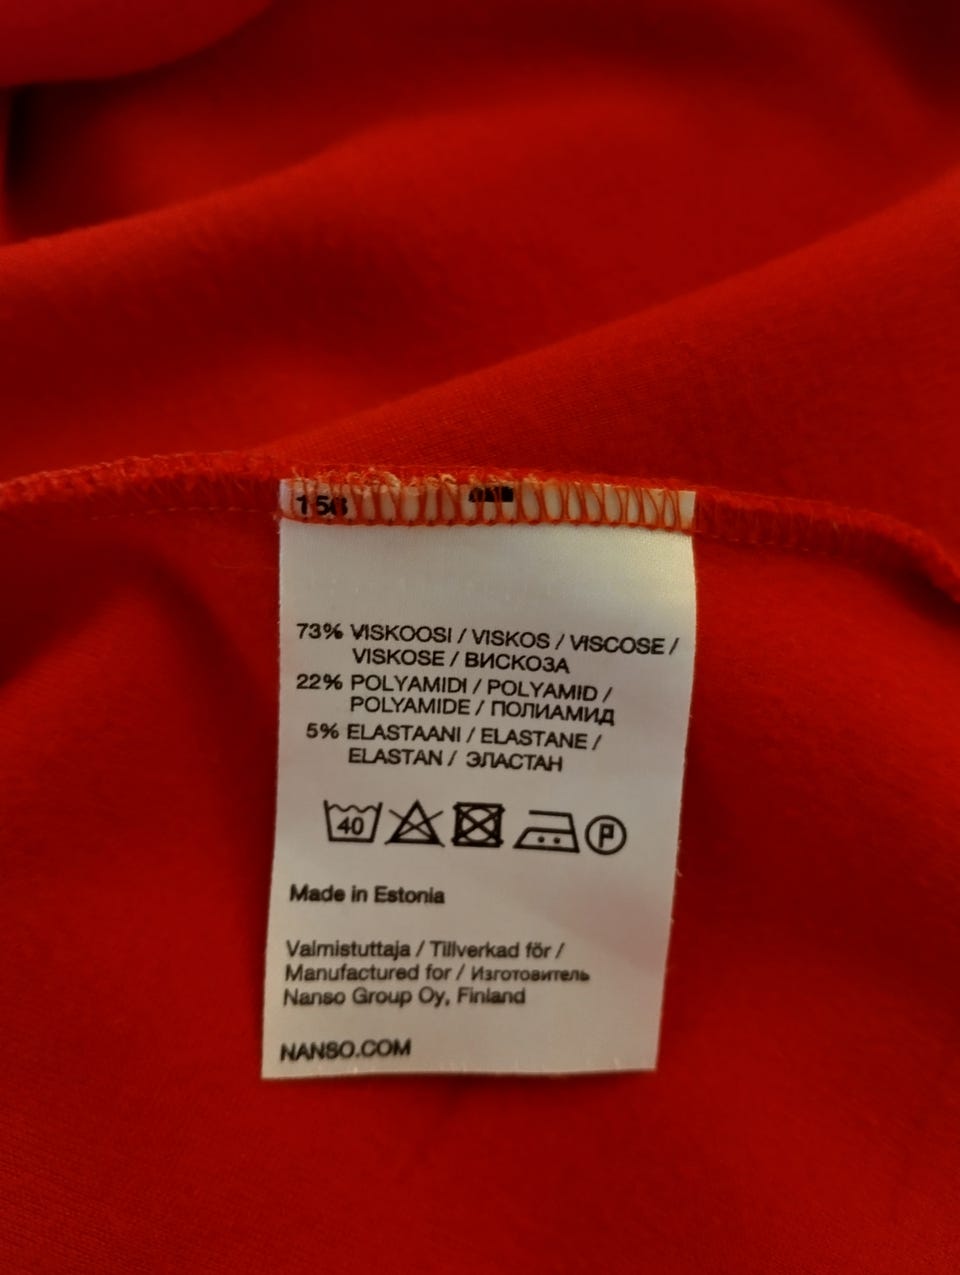 73% VISKOOSI / VISKOS / VISCOSE /
VISKOSE / ВИСКОЗА
22% POLYAMIDI / POLYAMID /
POLYAMIDE / ПОЛИАМИД
5% ELASTAANI / ELASTANE /
ELASTAN / ЭЛАСТАН
40 P
Made in Estonia
Valmistuttaja / Tillverkad för /
Manufactured for / Изготовитель
Nanso Group Oy, Finland
NANSO.COM